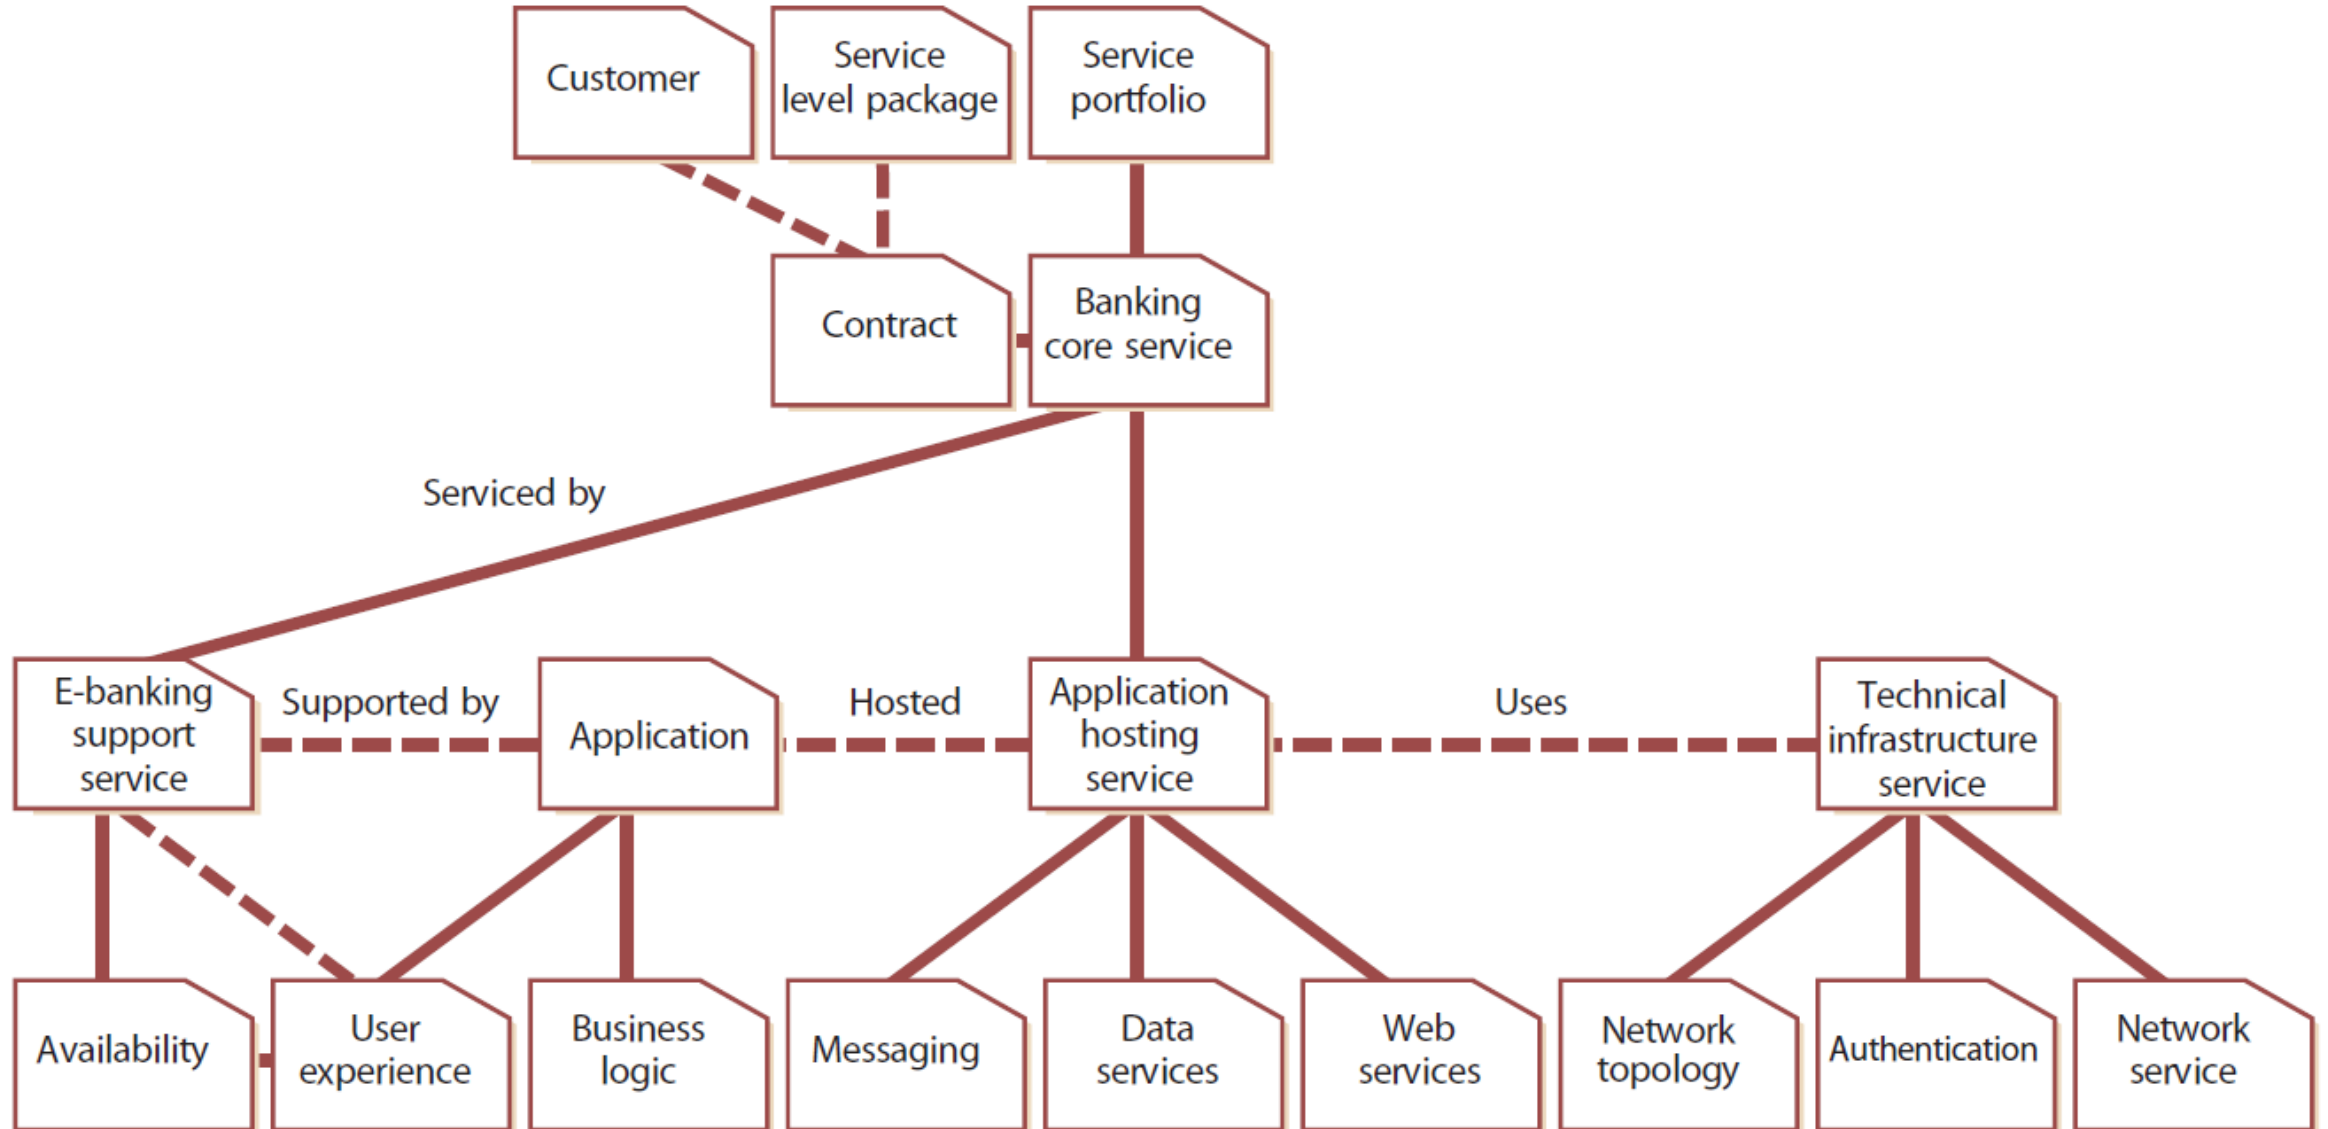 Customer
Service
level package
Service
portfolio
Contract
Banking
core service
Serviced by
E-banking
support
service
Supported by
Application
Hosted
Application
hosting
service
Uses
Technical
infrastructure
service
Availability
User
experience
Business
logic
Messaging
Data
services
Web
services
Network
topology
Authentication
Network
service